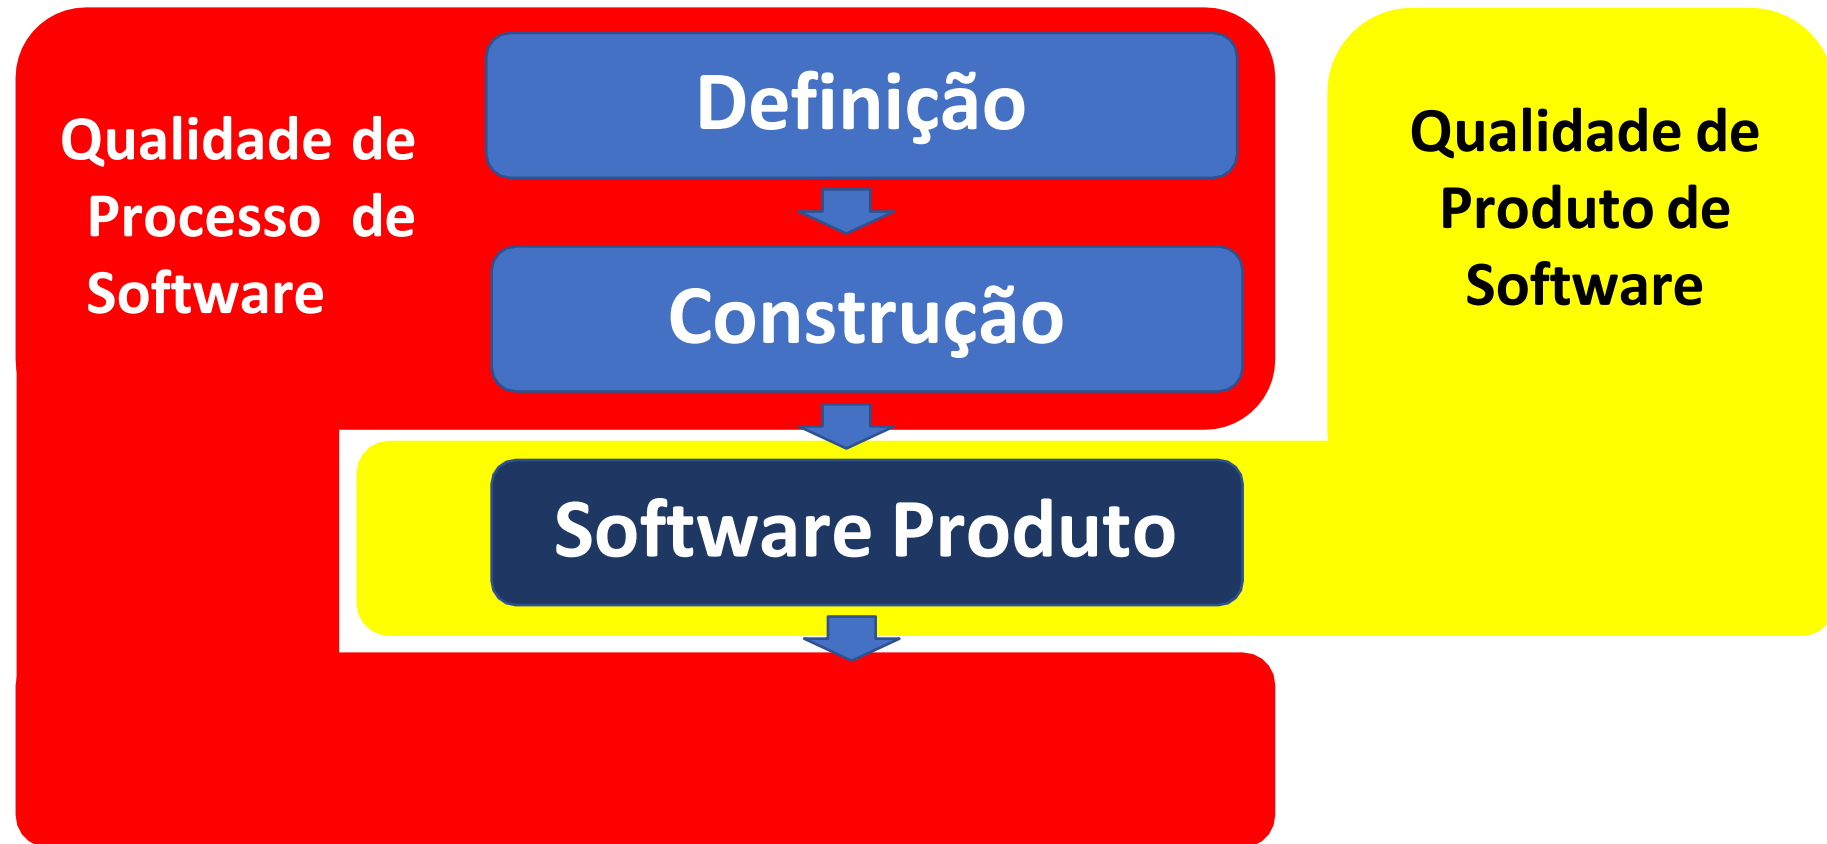 Qualidade de
Processo de
Software
Definição
Construção
Software Produto
Qualidade de
Produto de
Software